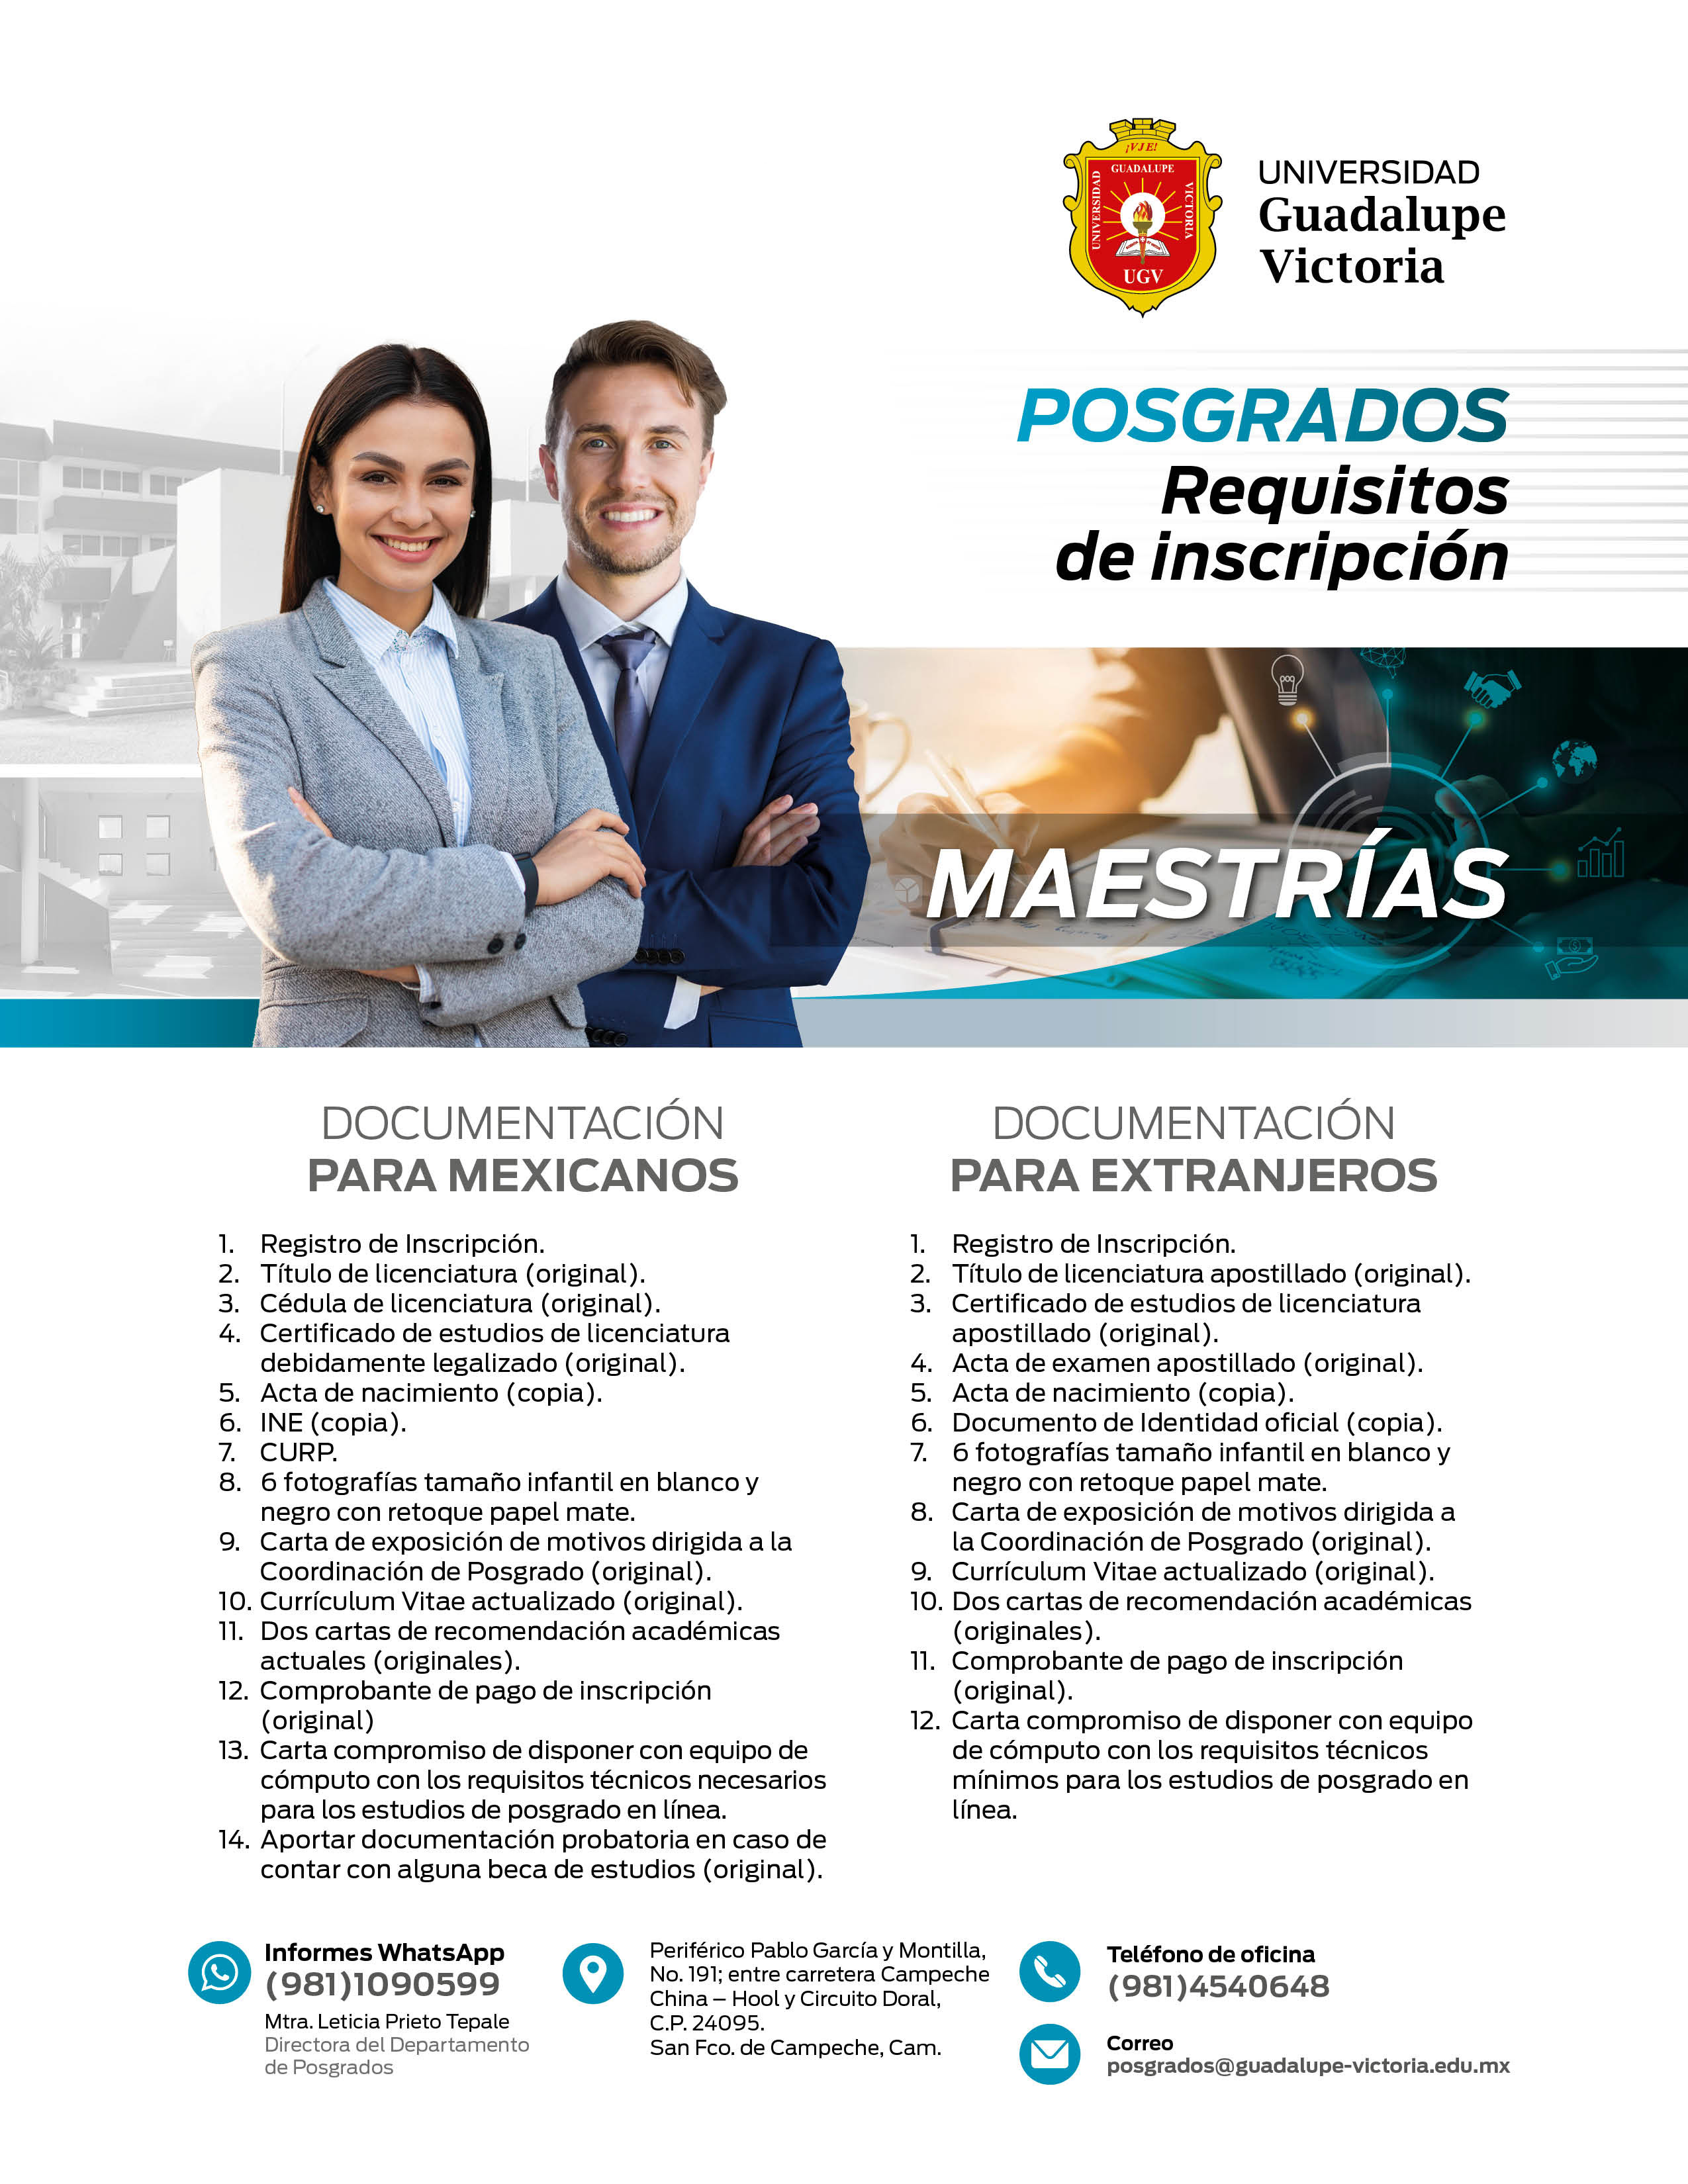 ¡VJE!
GUADALUPE
UNIVERSIDAD
VICTORIA
UGV
UNIVERSIDAD
Guadalupe
Victoria
POSGRADOS
Requisitos
de inscripción
MAESTRÍAS
DOCUMENTACIÓN
PARA MEXICANOS
1. Registro de Inscripción.
2. Título de licenciatura (original).
3. Cédula de licenciatura (original).
4. Certificado de estudios de licenciatura
debidamente legalizado (original).
5. Acta de nacimiento (copia).
6. INE (copia).
7. CURP.
8. 6 fotografías tamaño infantil en blanco y
negro con retoque papel mate.
9. Carta de exposición de motivos dirigida a la
Coordinación de Posgrado (original).
10. Currículum Vitae actualizado (original).
11. Dos cartas de recomendación académicas
actuales (originales).
12. Comprobante de pago de inscripción
(original)
13. Carta compromiso de disponer con equipo de
cómputo con los requisitos técnicos necesarios
para los estudios de posgrado en línea.
14. Aportar documentación probatoria en caso de
contar con alguna beca de estudios (original).
DOCUMENTACIÓN
PARA EXTRANJEROS
1. Registro de Inscripción.
2. Título de licenciatura apostillado (original).
3. Certificado de estudios de licenciatura
apostillado (original).
4. Acta de examen apostillado (original).
5. Acta de nacimiento (copia).
6. Documento de Identidad oficial (copia).
7. 6 fotografías tamaño infantil en blanco y
negro con retoque papel mate.
8. Carta de exposición de motivos dirigida a
la Coordinación de Posgrado (original).
9. Currículum Vitae actualizado (original).
10. Dos cartas de recomendación académicas
(originales).
11. Comprobante de pago de inscripción
(original).
12. Carta compromiso de disponer con equipo
de cómputo con los requisitos técnicos
mínimos para los estudios de posgrado en
línea.
Informes WhatsApp
(981)1090599
Mtra. Leticia Prieto Tepale
Directora del Departamento
de Posgrados
Periférico Pablo García y Montilla,
No. 191; entre carretera Campeche
China – Hool y Circuito Doral,
C.P. 24095.
San Fco. de Campeche, Cam.
Teléfono de oficina
(981)4540648
Correo
posgrados@guadalupe-victoria.edu.mx